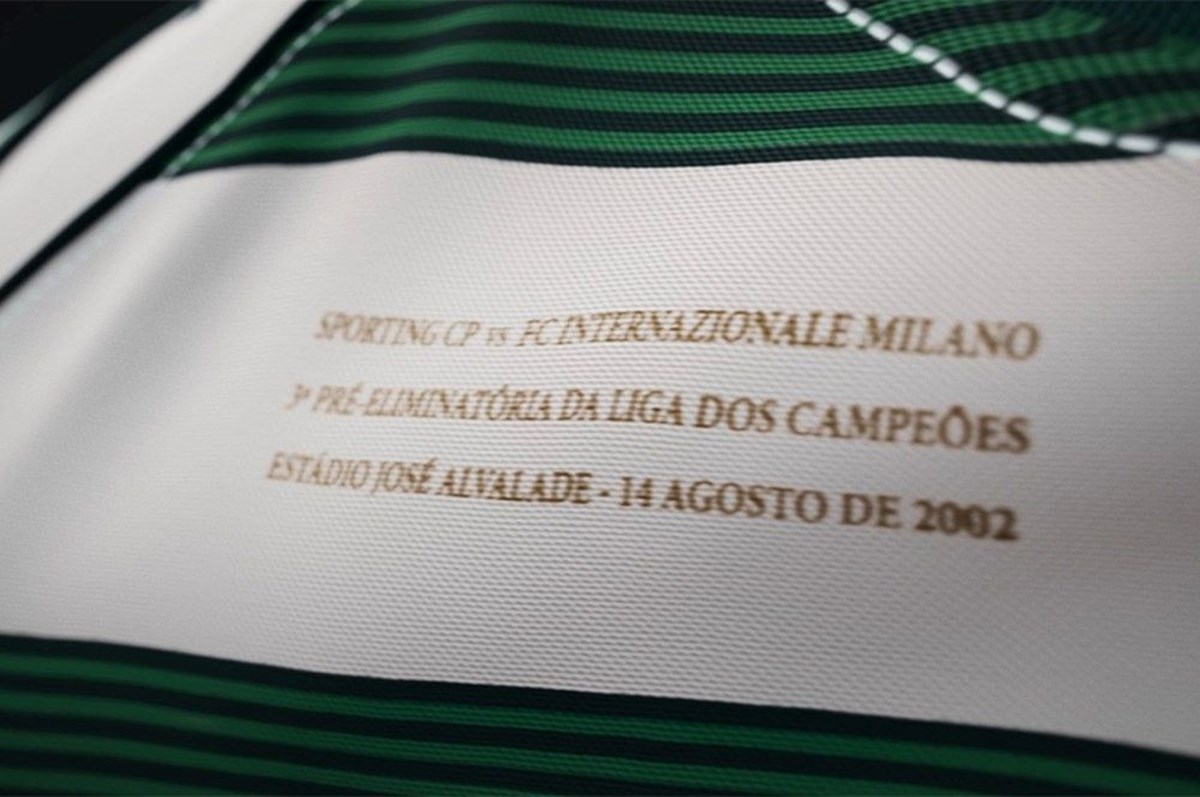 SPORTING CP vs FC INTERNAZIONALE MILANO
3ª PRÉ-ELIMINATÓRIA DA LIGA DOS CAMPEÕES
ESTÁDIO JOSÉ ALVALADE - 14 AGOSTO DE 2002